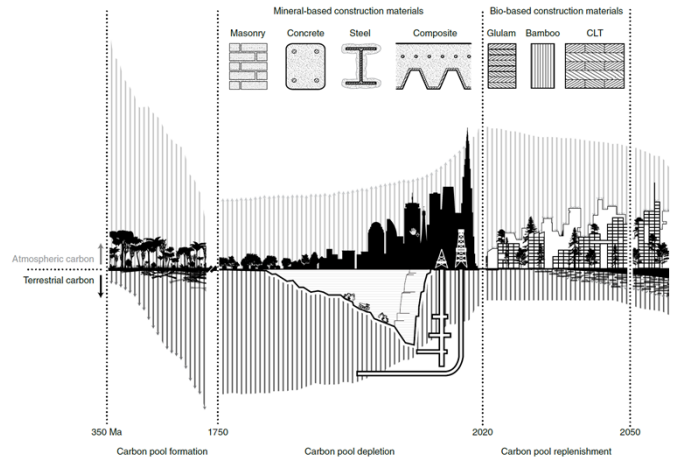 Mineral-based construction materials
Bio-based construction materials
Masonry
Concrete
Steel
Composite
Glulam
Bamboo
CLT
Atmospheric carbon
Terrestrial carbon
350 Ma
1750
2020
2050
Carbon pool formation
Carbon pool depletion
Carbon pool replenishment